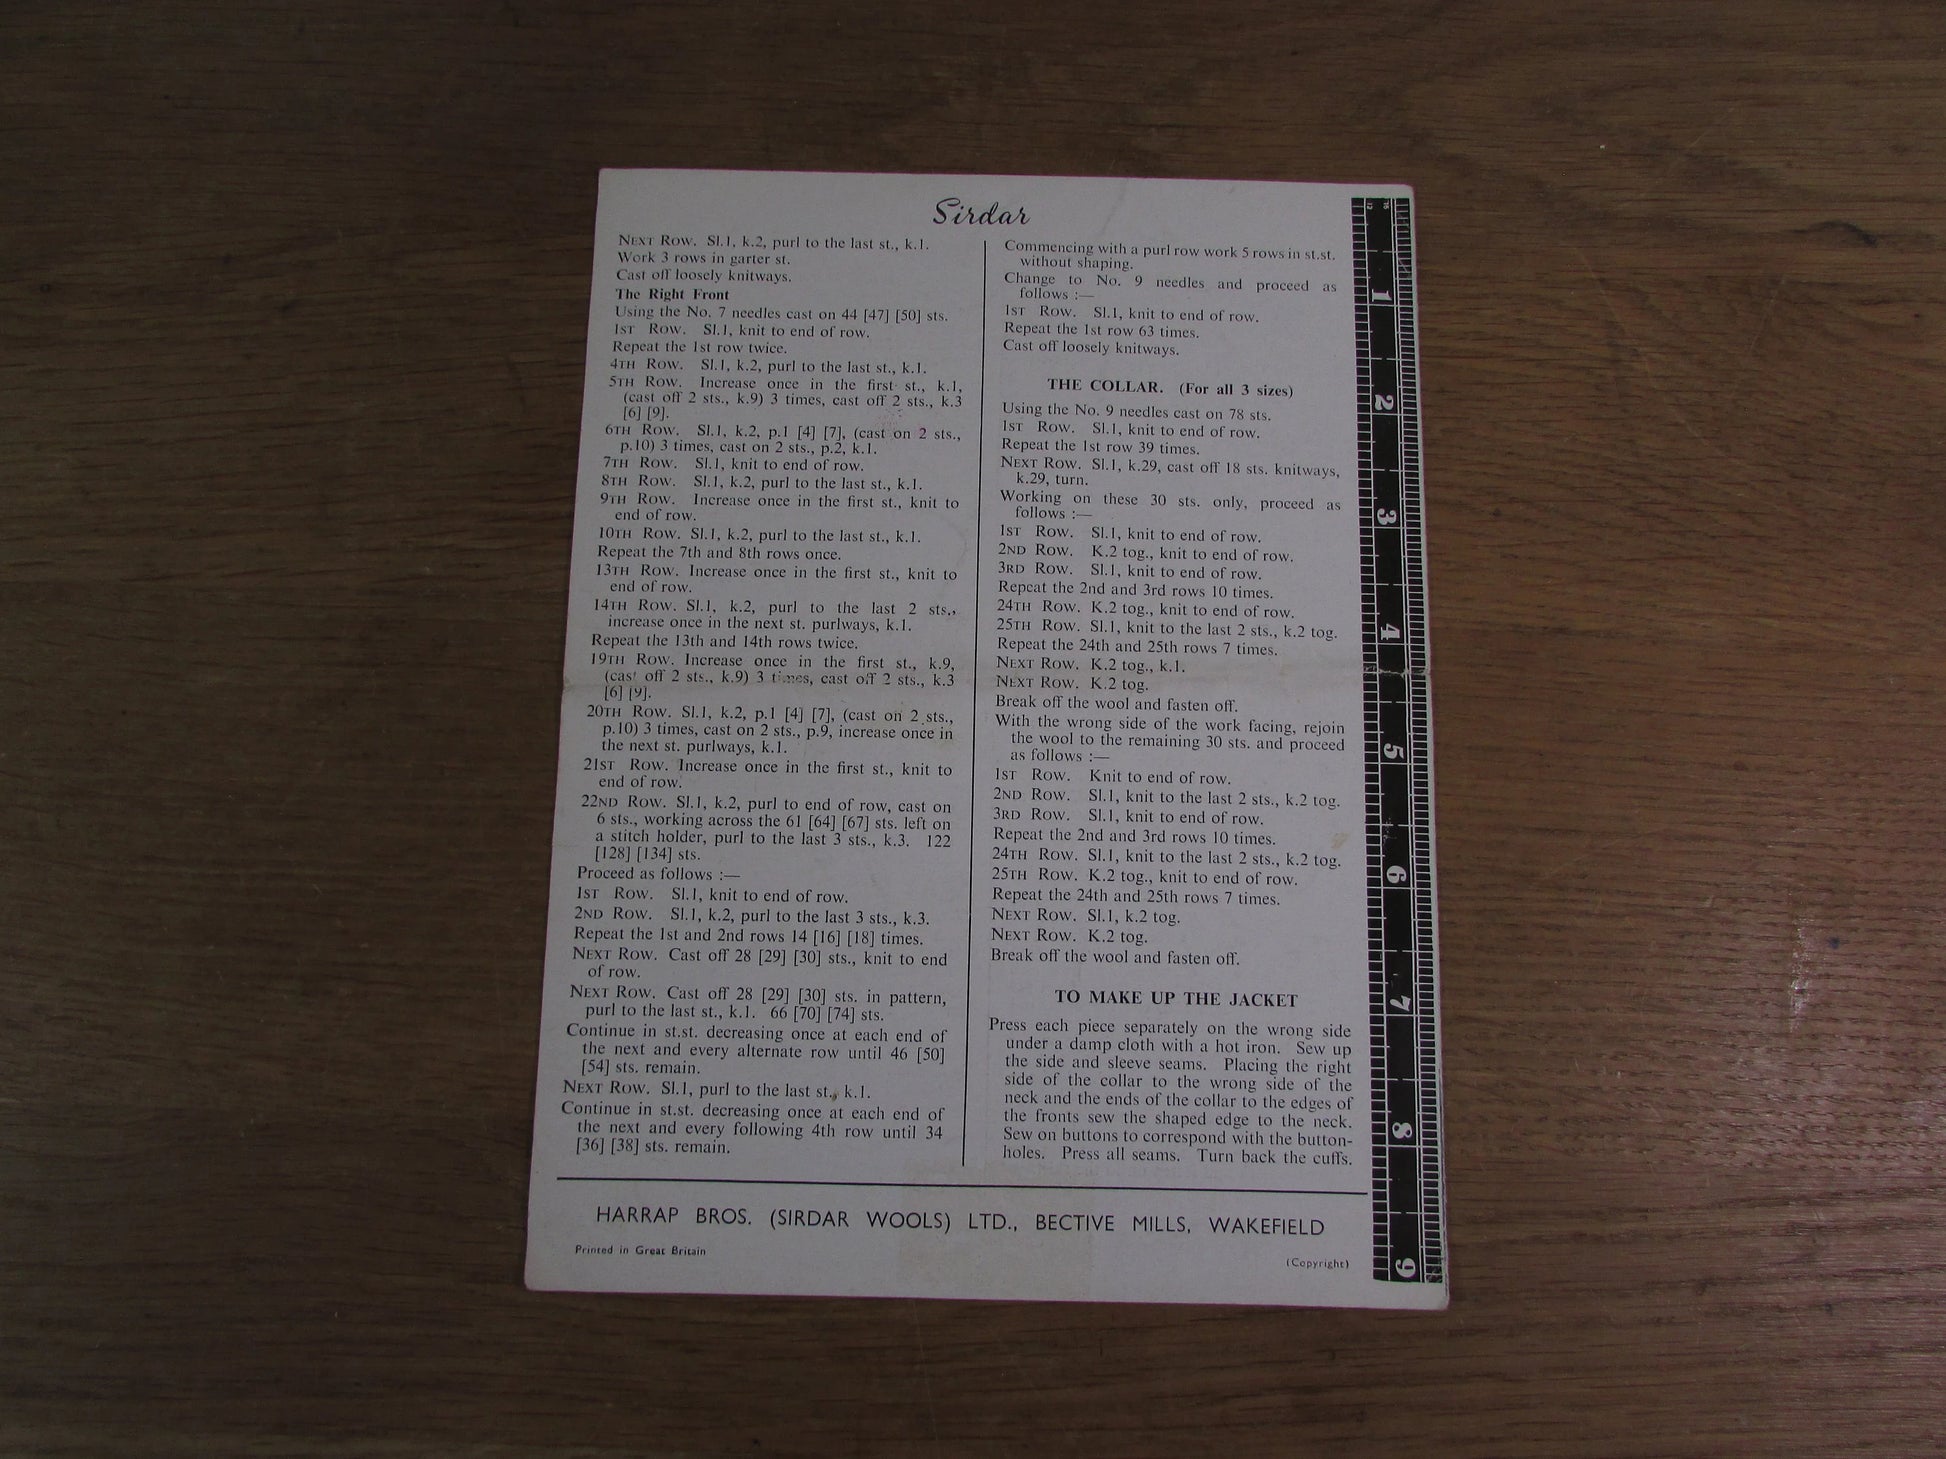 Sirdar
NEXT ROW. Sl.1, k.2, purl to the last st., k.1.
Work 3 rows in garter st.
Cast off loosely knitways.
The Right Front
Using the No. 7 needles cast on 44 [47] [50] sts.
1ST ROW. Sl.1, knit to end of row.
Repeat the 1st row twice.
4TH ROW. Sl.1, k.2, purl to the last st., k.1.
5TH ROW. Increase once in the first st., k.1,
(cast off 2 sts., k.9) 3 times, cast off 2 sts., k.3
[6] [9].
6TH ROW. Sl.1, k.2, p.1 [4] [7], (cast on 2 sts.,
p.10) 3 times, cast on 2 sts., p.2, k.1.
7TH ROW. Sl.1, knit to end of row.
8TH ROW. Sl.1, k.2, purl to the last st., k.1.
9TH ROW. Increase once in the first st., knit to
end of row.
10TH ROW. Sl.1, k.2, purl to the last st., k.1.
Repeat the 7th and 8th rows once.
13TH ROW. Increase once in the first st., knit to
end of row.
14TH ROW. Sl.1, k.2, purl to the last 2 sts.,
increase once in the next st. purlways, k.1.
Repeat the 13th and 14th rows twice.
19TH ROW. Increase once in the first st., k.9,
(cast off 2 sts., k.9) 3 times, cast off 2 sts., k.3
[6] [9].
20TH ROW. Sl.1, k.2, p.1 [4] [7], (cast on 2 sts.,
p.10) 3 times, cast on 2 sts., p.9, increase once in
the next st. purlways, k.1.
21ST ROW. Increase once in the first st., knit to
end of row.
22ND ROW. Sl.1, k.2, purl to end of row, cast on
6 sts., working across the 61 [64] [67] sts. left on
a stitch holder, purl to the last 3 sts., k.3. 122
[128] [134] sts.
Proceed as follows :—
1ST ROW. Sl.1, knit to end of row.
2ND ROW. Sl.1, k.2, purl to the last 3 sts., k.3.
Repeat the 1st and 2nd rows 14 [16] [18] times.
NEXT ROW. Cast off 28 [29] [30] sts., knit to end
of row.
NEXT ROW. Cast off 28 [29] [30] sts. in pattern,
purl to the last st., k.1. 66 [70] [74] sts.
Continue in st.st. decreasing once at each end of
the next and every alternate row until 46 [50]
[54] sts. remain.
NEXT ROW. Sl.1, purl to the last st., k.1.
Continue in st.st. decreasing once at each end of
the next and every following 4th row until 34
[36] [38] sts. remain.
Commencing with a purl row work 5 rows in st.st.
without shaping.
Change to No. 9 needles and proceed as
follows :—
1ST ROW. Sl.1, knit to end of row.
Repeat the 1st row 63 times.
Cast off loosely knitways.
THE COLLAR. (For all 3 sizes)
Using the No. 9 needles cast on 78 sts.
1ST ROW. Sl.1, knit to end of row.
Repeat the 1st row 39 times.
NEXT ROW. Sl.1, k.29, cast off 18 sts. knitways,
k.29, turn.
Working on these 30 sts. only, proceed as
follows :—
1ST ROW. Sl.1, knit to end of row.
2ND ROW. K.2 tog., knit to end of row.
3RD ROW. Sl.1, knit to end of row.
Repeat the 2nd and 3rd rows 10 times.
24TH ROW. K.2 tog., knit to end of row.
25TH ROW. Sl.1, knit to the last 2 sts., k.2 tog.
Repeat the 24th and 25th rows 7 times.
NEXT ROW. K.2 tog., k.1.
NEXT ROW. K.2 tog.
Break off the wool and fasten off.
With the wrong side of the work facing, rejoin
the wool to the remaining 30 sts. and proceed
as follows :—
1ST ROW. Knit to end of row.
2ND ROW. Sl.1, knit to the last 2 sts., k.2 tog.
3RD ROW. Sl.1, knit to end of row.
Repeat the 2nd and 3rd rows 10 times.
24TH ROW. Sl.1, knit to the last 2 sts., k.2 tog.
25TH ROW. K.2 tog., knit to end of row.
Repeat the 24th and 25th rows 7 times.
NEXT ROW. Sl.1, k.2 tog.
NEXT ROW. K.2 tog.
Break off the wool and fasten off.
TO MAKE UP THE JACKET
Press each piece separately on the wrong side
under a damp cloth with a hot iron. Sew up
the side and sleeve seams. Placing the right
side of the collar to the wrong side of the
neck and the ends of the collar to the edges of
the fronts sew the shaped edge to the neck.
Sew on buttons to correspond with the button-
holes. Press all seams. Turn back the cuffs.
1
2
3
4
5
6
7
8
9
HARRAP BROS. (SIRDAR WOOLS) LTD., BECTIVE MILLS, WAKEFIELD
Printed in Great Britain
(Copyright)